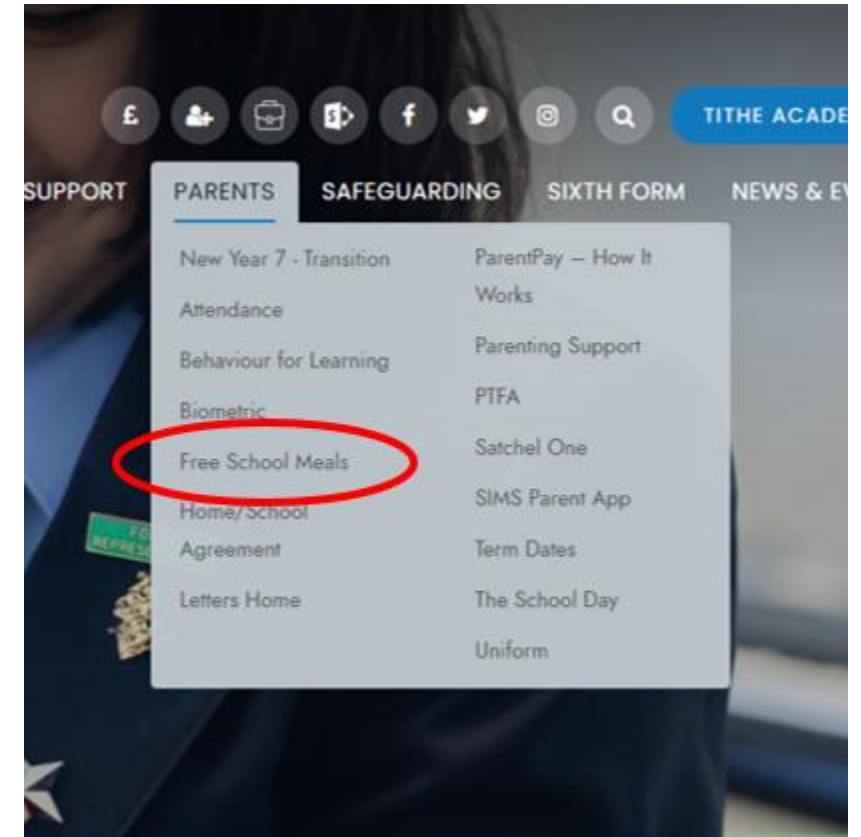 £
TITHE ACADE
SUPPORT PARENTS SAFEGUARDING SIXTH FORM NEWS & EV
New Year 7 - Transition
Attendance
Behaviour for Learning
Biometric
Free School Meals
Home/School
Agreement
Letters Home
ParentPay – How It
Works
Parenting Support
PTFA
Satchel One
SIMS Parent App
Term Dates
The School Day
Uniform